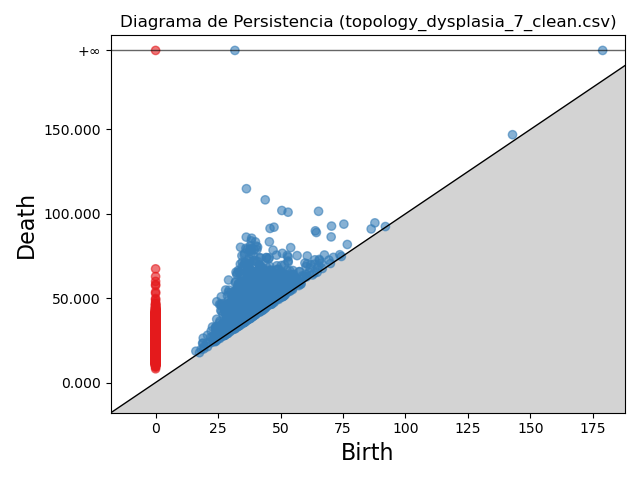 Diagrama de Persistencia (topology_dysplasia_7_clean.csv)
+∞
150.000
100.000
50.000
0.000
Death
0 25 50 75 100 125 150 175
Birth